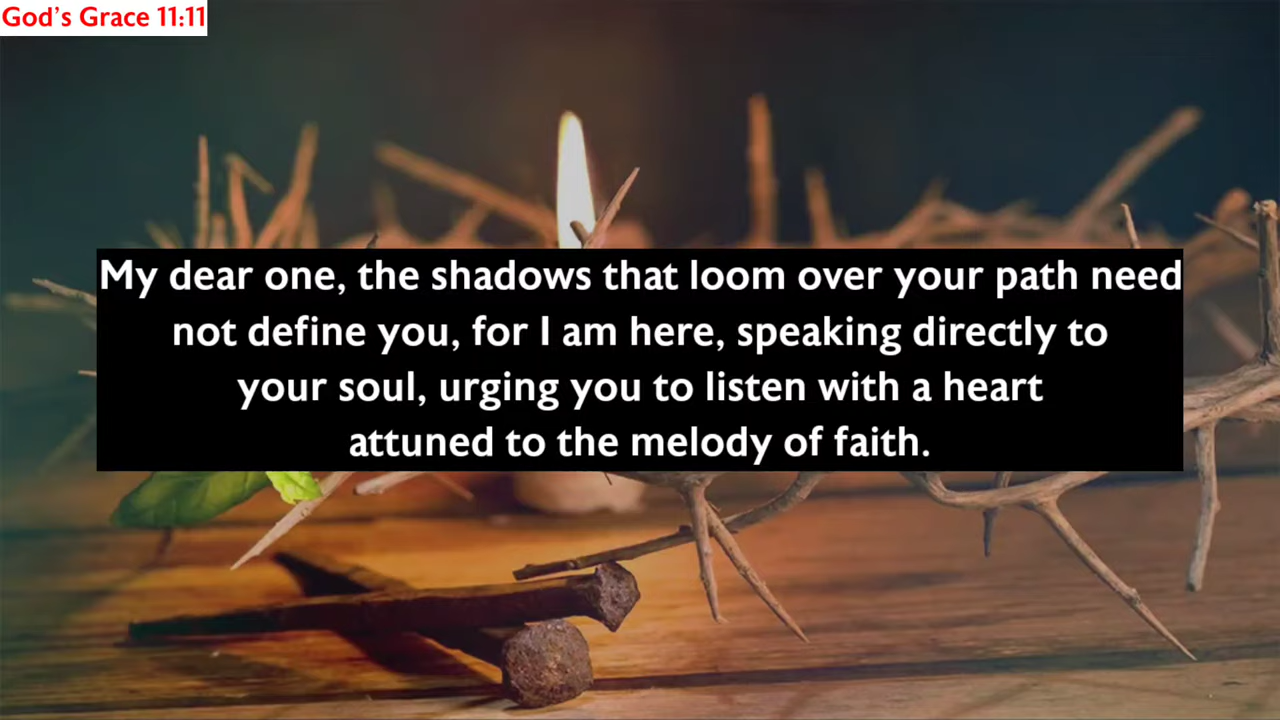 God's Grace 11:11
My dear one, the shadows that loom over your path need
not define you, for I am here, speaking directly to
your soul, urging you to listen with a heart
attuned to the melody of faith.